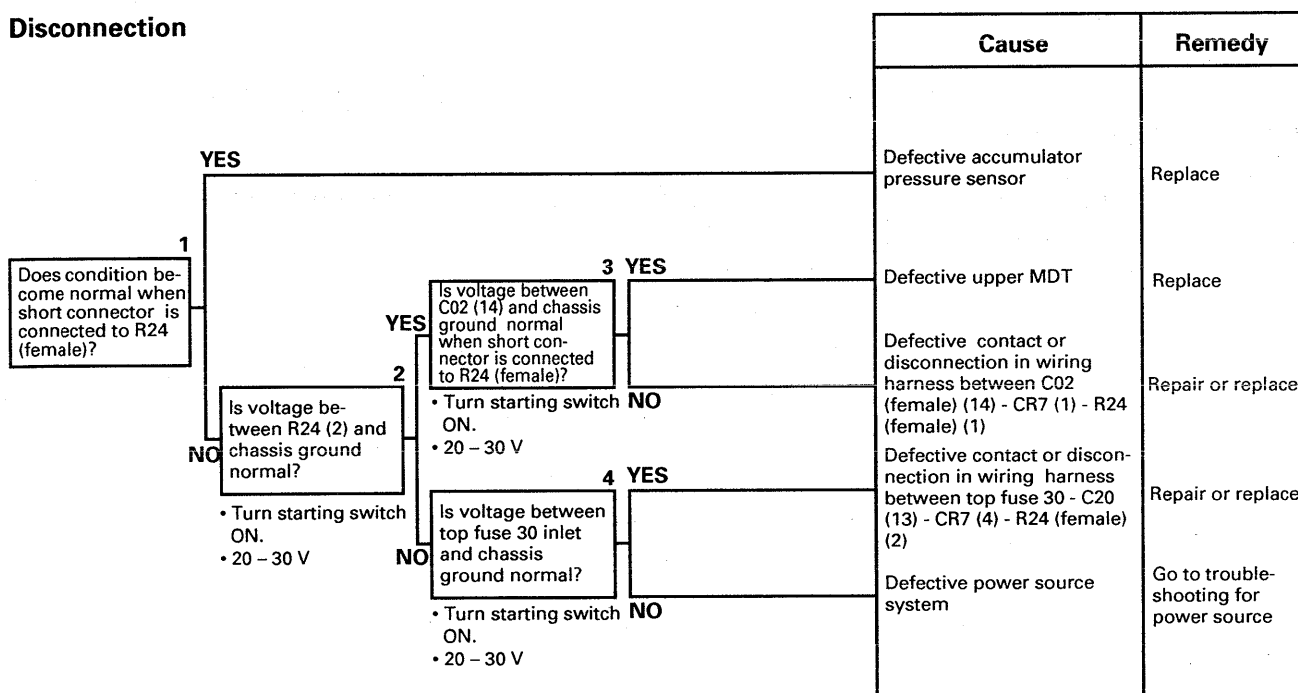 Disconnection
Cause
Remedy
YES
Defective accumulator
pressure sensor
Replace
1
Does condition be-
come normal when
short connector is
connected to R24
(female)?
3 YES
Is voltage between
C02 (14) and chassis
ground normal
when short con-
nector is connected
to R24 (female)?
Defective upper MDT
Replace
YES
• Turn starting switch
ON.
• 20 – 30 V
NO
Defective contact or
disconnection in wiring
harness between C02
(female) (14) - CR7 (1) - R24
(female) (1)
Repair or replace
2
Is voltage be-
tween R24 (2) and
chassis ground
normal?
NO
• Turn starting switch
ON.
• 20 – 30 V
4 YES
Is voltage between
top fuse 30 inlet
and chassis
ground normal?
NO
Defective contact or discon-
nection in wiring harness
between top fuse 30 - C20
(13) - CR7 (4) - R24 (female)
(2)
Repair or replace
• Turn starting switch
ON.
• 20 – 30 V
NO
Defective power source
system
Go to trouble-
shooting for
power source